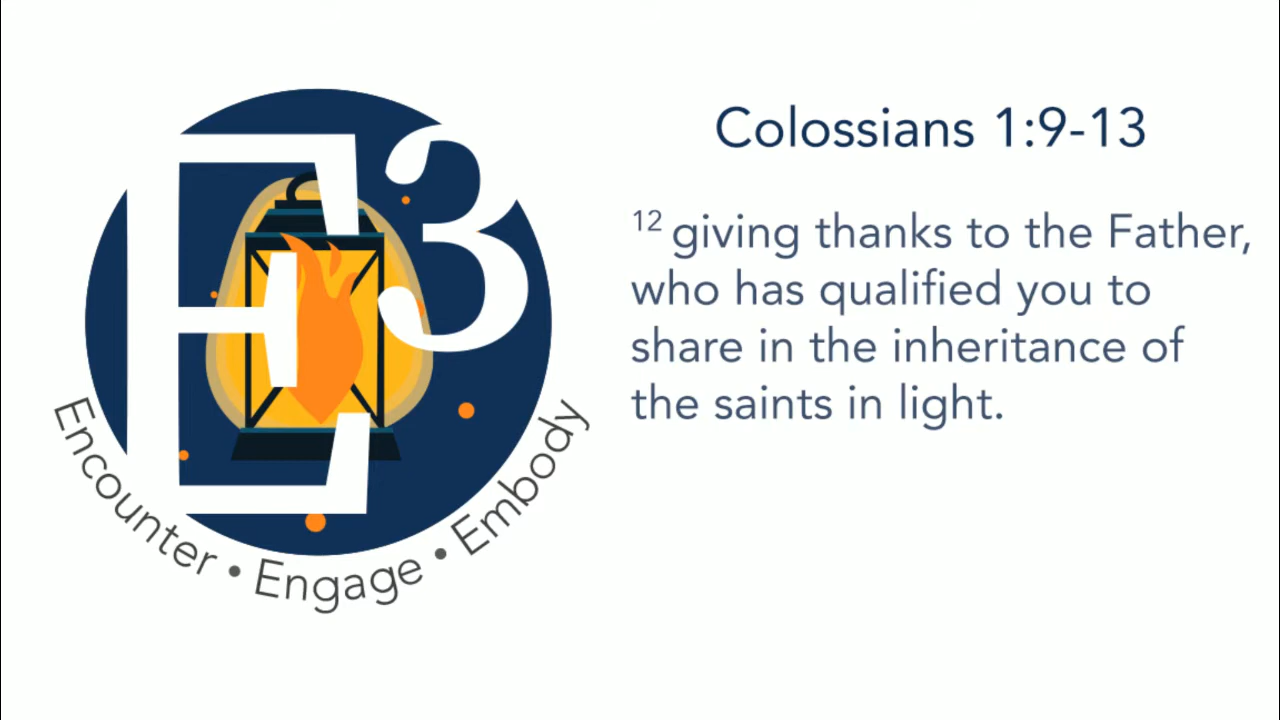 E3
Encounter • Engage • Embody
Colossians 1:9-13
12 giving thanks to the Father,
who has qualified you to
share in the inheritance of
the saints in light.